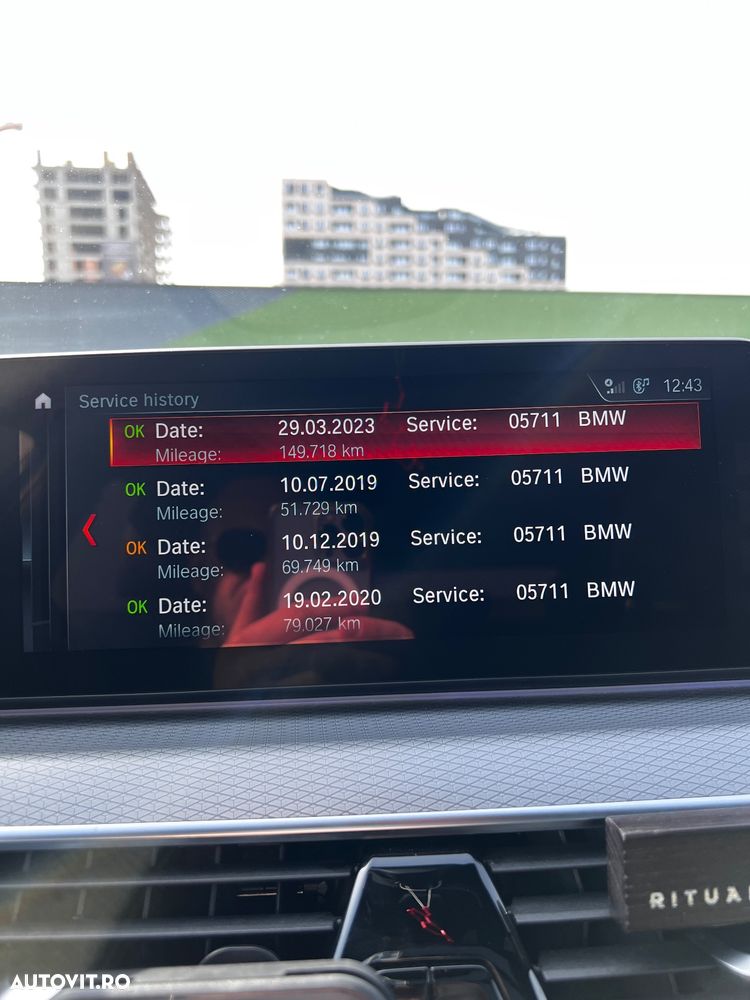 Service history 12:43
OK Date: 29.03.2023 Service: 05711 BMW
Mileage: 149.718 km
OK Date: 10.07.2019 Service: 05711 BMW
Mileage: 51.729 km
OK Date: 10.12.2019 Service: 05711 BMW
Mileage: 69.749 km
OK Date: 19.02.2020 Service: 05711 BMW
Mileage: 79.027 km
RITUA
AUTOVIT.RO